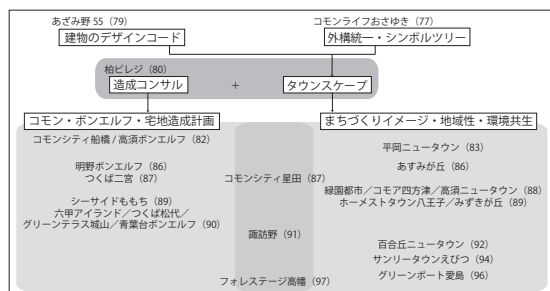 あざみ野55（79）
コモンライフおさゆき（77）
建物のデザインコード
外構統一・シンボルツリー
柏ビレジ（80）
造成コンサル
+
タウンスケープ
コモン・ボンエルフ・宅地造成計画
まちづくりイメージ・地域性・環境共生
コモンシティ船橋/高須ボンエルフ（82）
平岡ニュータウン（83）
明野ボンエルフ（86）
あすみが丘（86）
つくば二宮（87）
コモンシティ星田（87）
緑園都市／コモア四方津／高須ニュータウン（88）
シーサイドももち（89）
ホーメストタウン八王子／みずきが丘（89）
六甲アイランド／つくば松代／
グリーンテラス城山／青葉台ボンエルフ（90）
諏訪野（91）
百合丘ニュータウン（92）
サンリータウンえびつ（94）
グリーンポート愛島（96）
フォレステージ高幡（97）